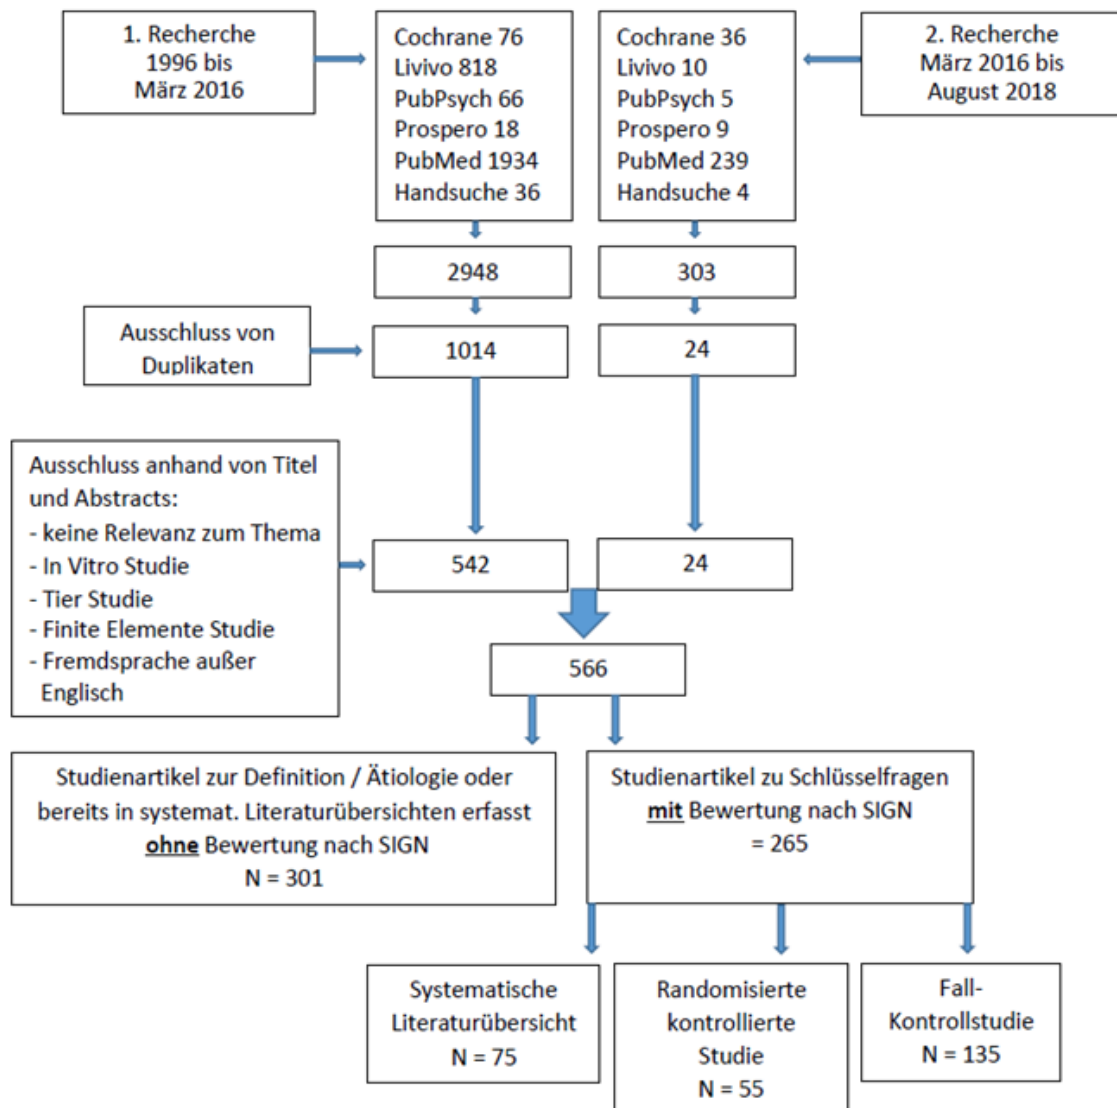 1. Recherche
1996 bis
März 2016
Cochrane 76
Livivo 818
PubPsych 66
Prospero 18
PubMed 1934
Handsuche 36
Cochrane 36
Livivo 10
PubPsych 5
Prospero 9
PubMed 239
Handsuche 4
2. Recherche
März 2016 bis
August 2018
2948
303
Ausschluss von
Duplikaten
1014
24
Ausschluss anhand von Titel
und Abstracts:
- keine Relevanz zum Thema
- In Vitro Studie
- Tier Studie
- Finite Elemente Studie
- Fremdsprache außer
Englisch
542
24
566
Studienartikel zur Definition / Ätiologie oder
bereits in systemat. Literaturübersichten erfasst
ohne Bewertung nach SIGN
N = 301
Studienartikel zu Schlüsselfragen
mit Bewertung nach SIGN
= 265
Systematische
Literaturübersicht
N = 75
Randomisierte
kontrollierte
Studie
N = 55
Fall-
Kontrollstudie
N = 135